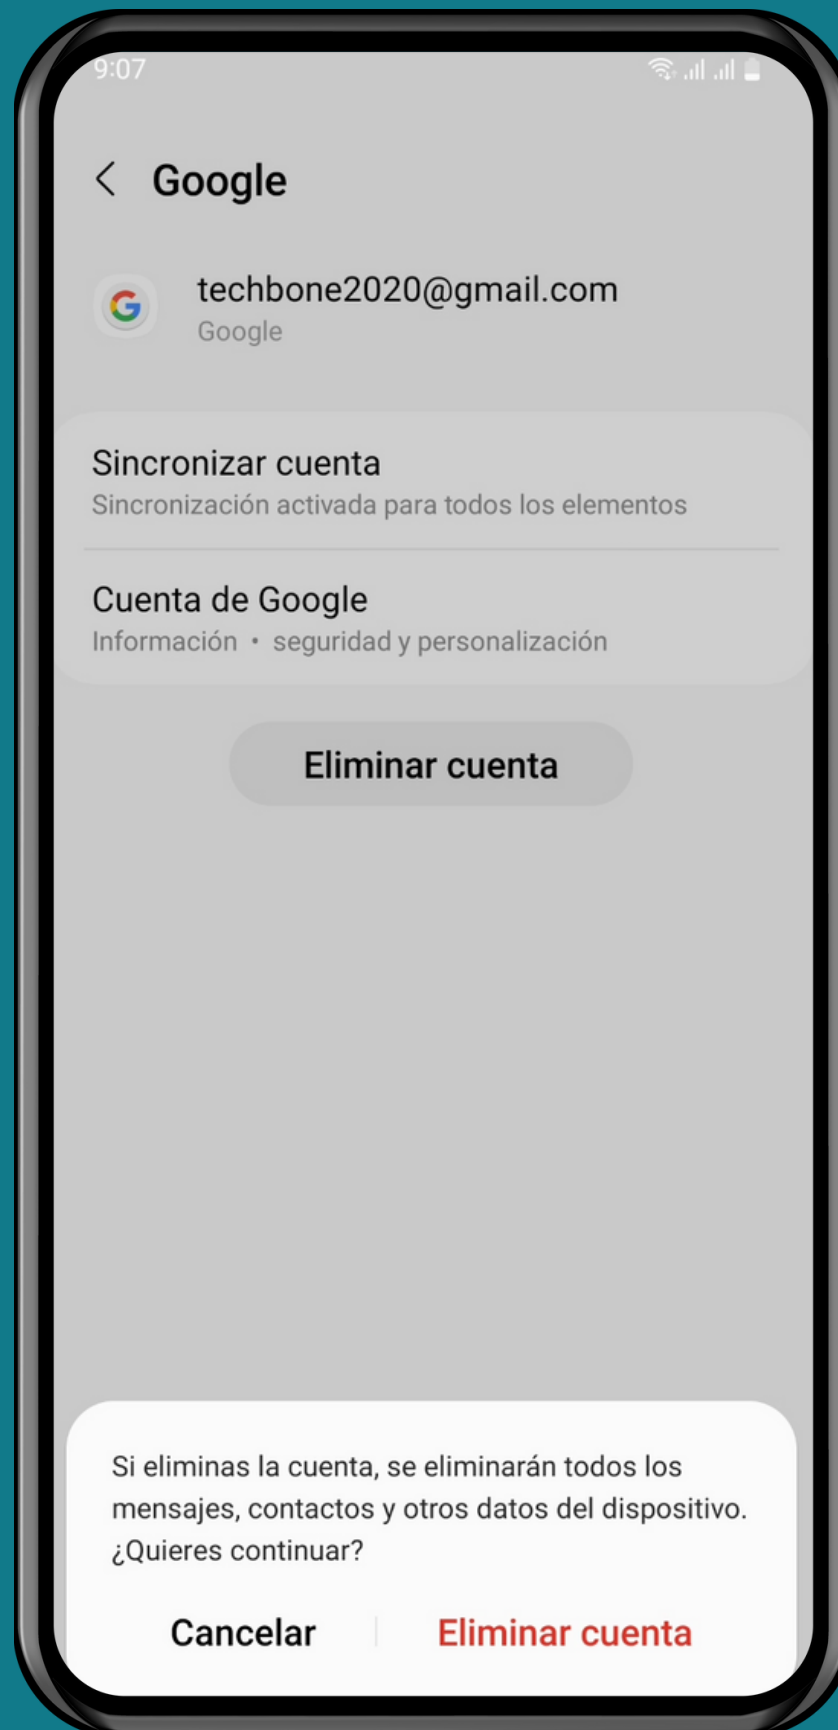 9:07
Google
techbone2020@gmail.com
Google
Sincronizar cuenta
Sincronización activada para todos los elementos
Cuenta de Google
Información • seguridad y personalización
Eliminar cuenta
Si eliminas la cuenta, se eliminarán todos los
mensajes, contactos y otros datos del dispositivo.
¿Quieres continuar?
Cancelar
Eliminar cuenta